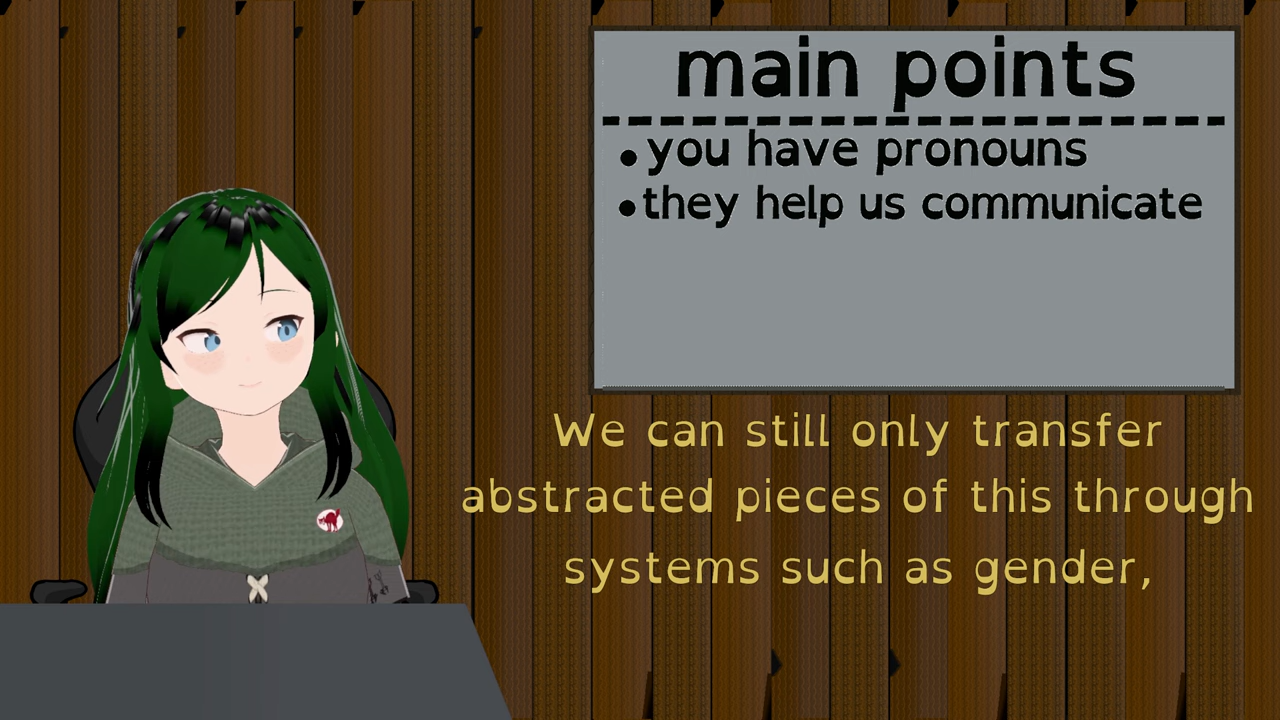 main points
•you have pronouns
•they help us communicate
We can still only transfer
abstracted pieces of this through
systems such as gender,